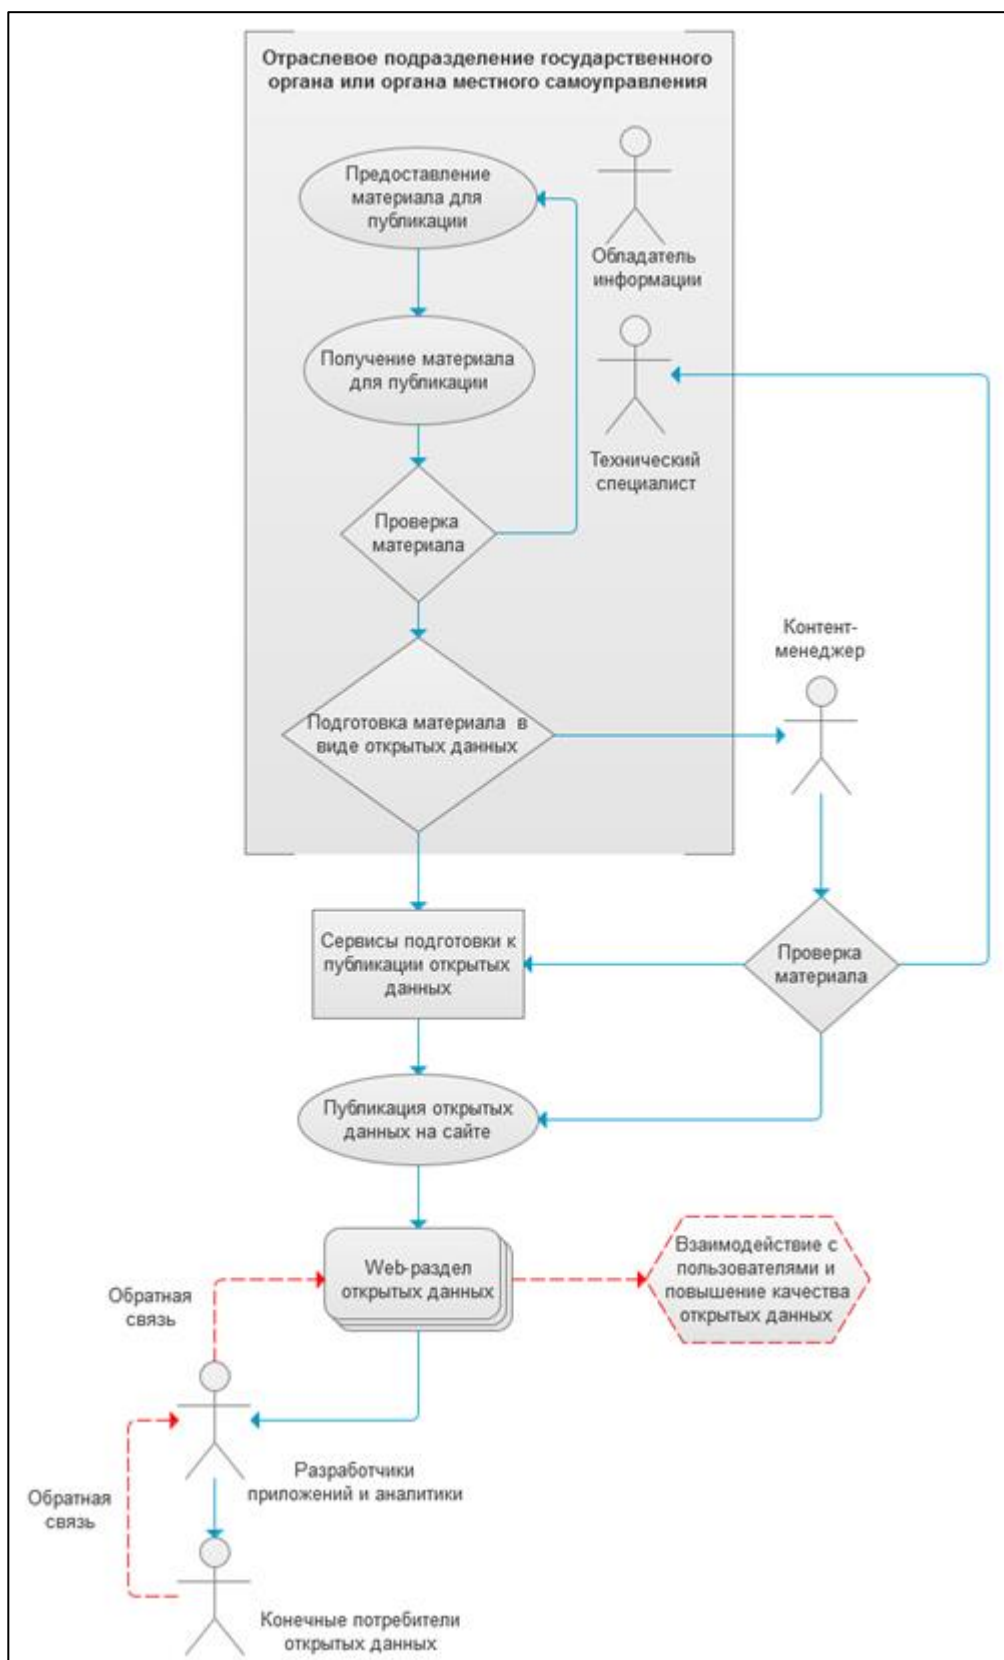 Отраслевое подразделение государственного
органа или органа местного самоуправления
Предоставление
материала для
публикации
Обладатель
информации
Получение материала
для публикации
Технический
специалист
Проверка
материала
Контент-
менеджер
Подготовка материала в
виде открытых данных
Сервисы подготовки к
публикации открытых
данных
Проверка
материала
Публикация открытых
данных на сайте
Web-раздел
открытых данных
Взаимодействие с
пользователями и
повышение качества
открытых данных
Обратная
связь
Разработчики
приложений и аналитики
Обратная
связь
Конечные потребители
открытых данных